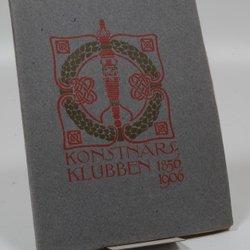 KONSTNÄRS-
KLUBBEN 1856
1906